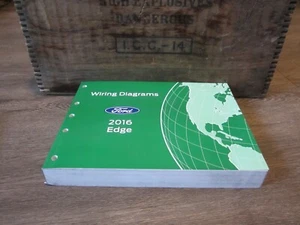 HIGH EXPLOSIVES
DANGEROUS
I.C.C.-14
Wiring Diagrams
Ford
2016
Edge